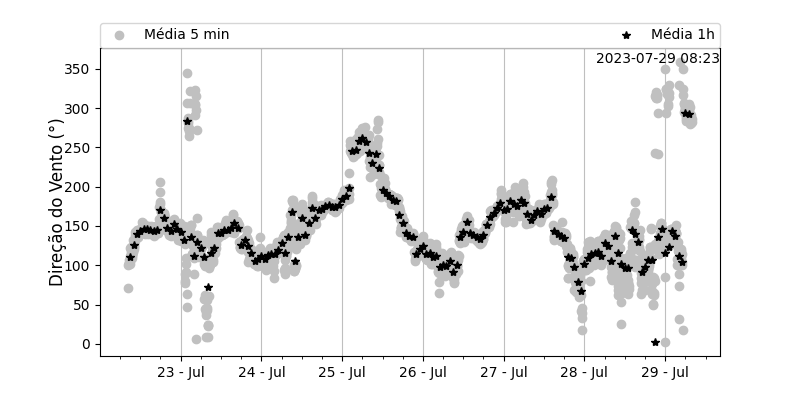 Média 5 min
Média 1h
2023-07-29 08:23
Direção do Vento (°)
350
300
250
200
150
100
50
0
23 - Jul
24 - Jul
25 - Jul
26 - Jul
27 - Jul
28 - Jul
29 - Jul